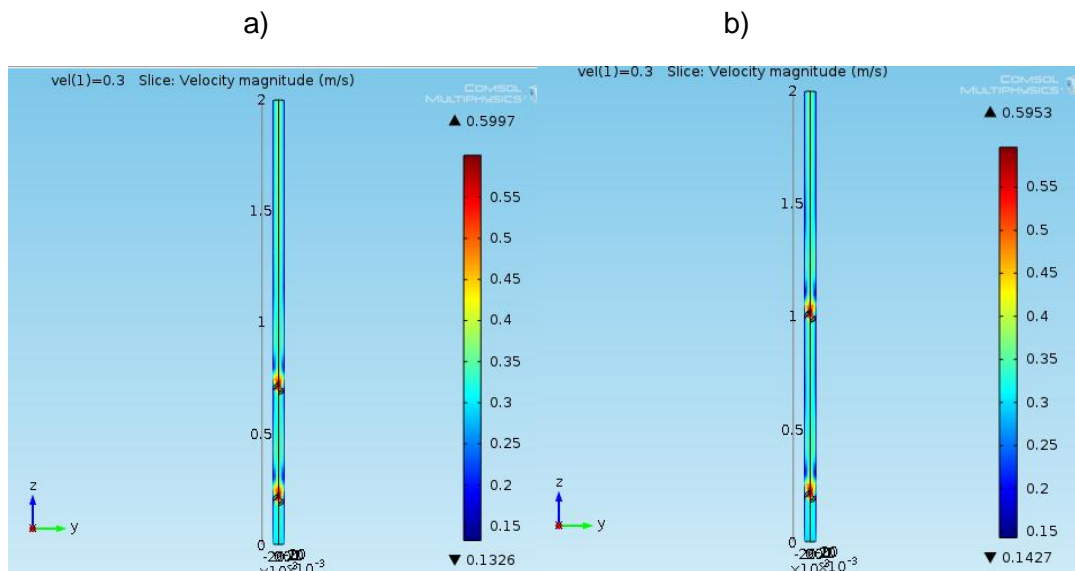 a)
vel(1)=0.3 Slice: Velocity magnitude (m/s)
COMSOL
MULTIPHYSICS
2
1.5
1
0.5
0
▲ 0.5997
0.55
0.5
0.45
0.4
0.35
0.3
0.25
0.2
0.15
▼ 0.1326
z
y
b)
vel(1)=0.3 Slice: Velocity magnitude (m/s)
COMSOL
MULTIPHYSICS
2
1.5
1
0.5
0
▲ 0.5953
0.55
0.5
0.45
0.4
0.35
0.3
0.25
0.2
0.15
▼ 0.1427
z
y